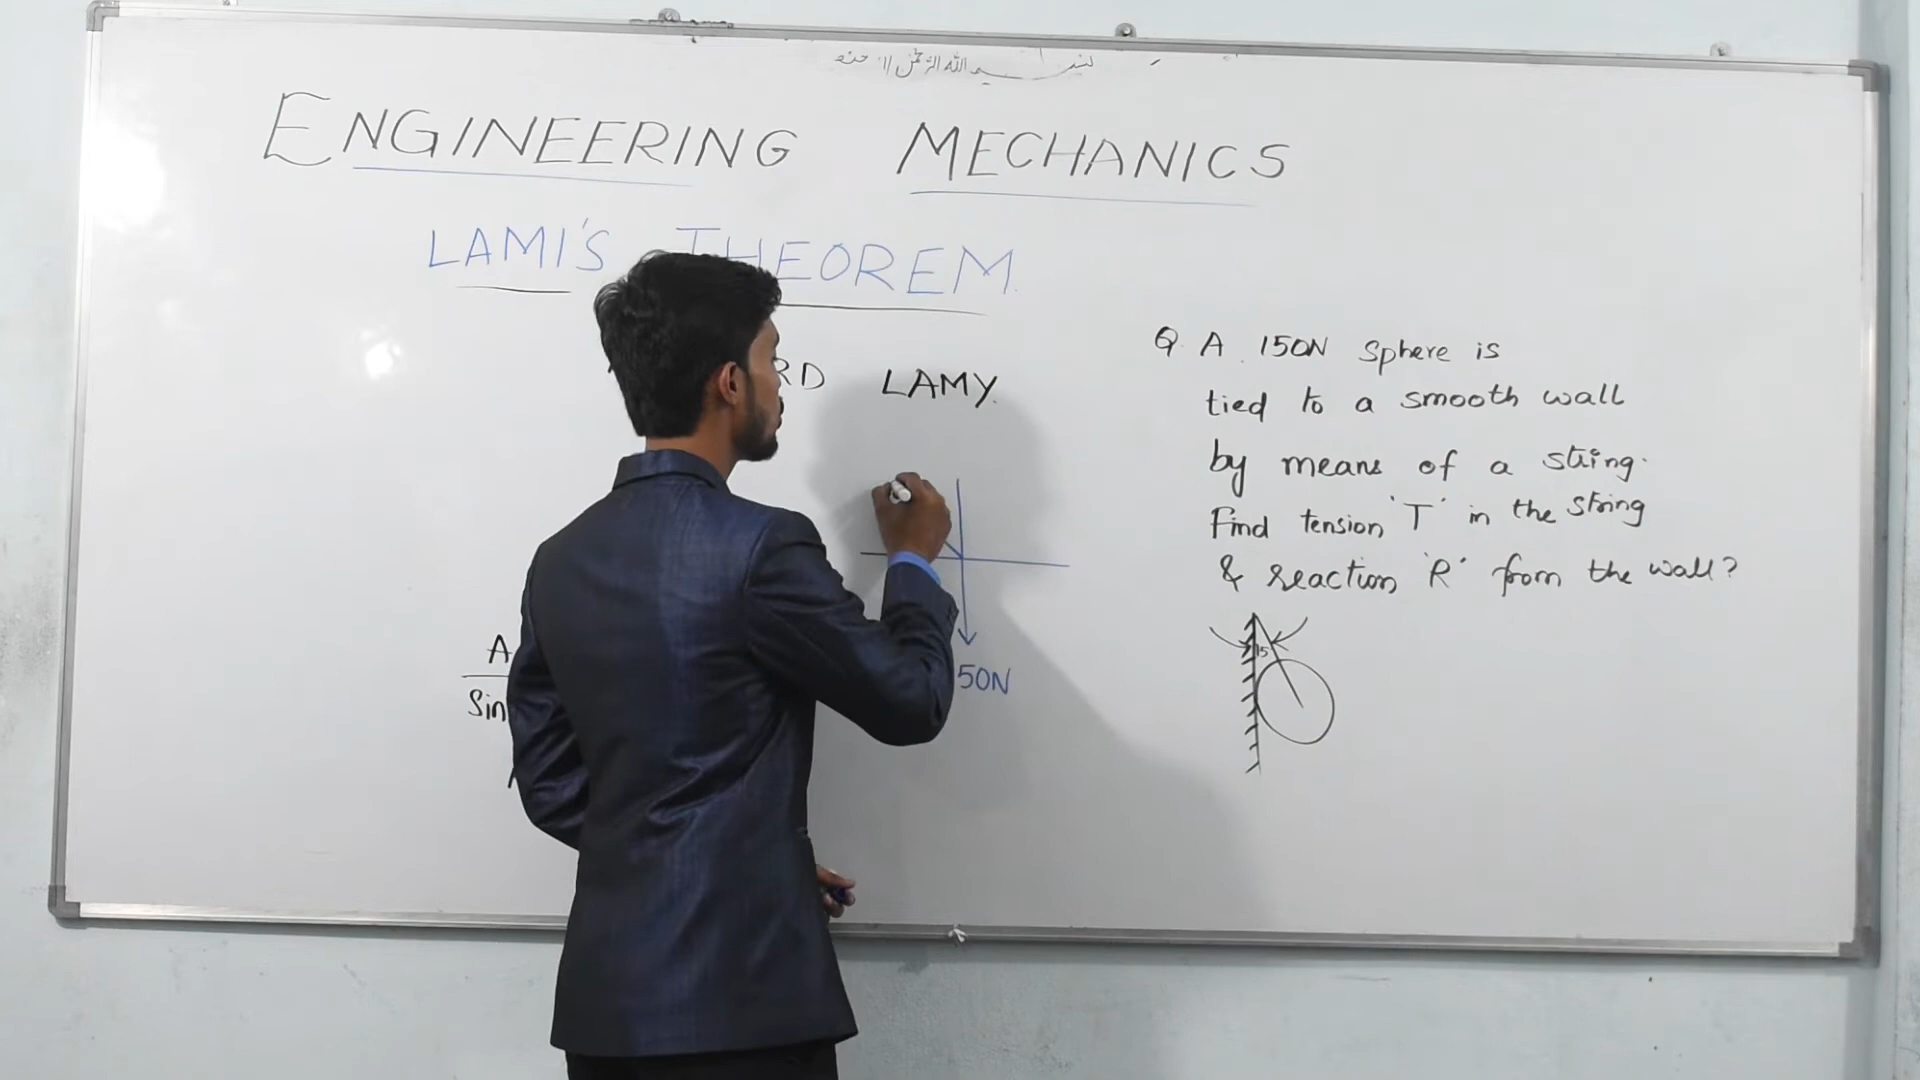 ENGINEERING MECHANICS
LAMI'S THEOREM
LAMY.
A
Sin
50N
Q. A 150N Sphere is
tied to a smooth wall
by means of a string.
Find tension 'T' in the string
& reaction 'R' from the wall?
15